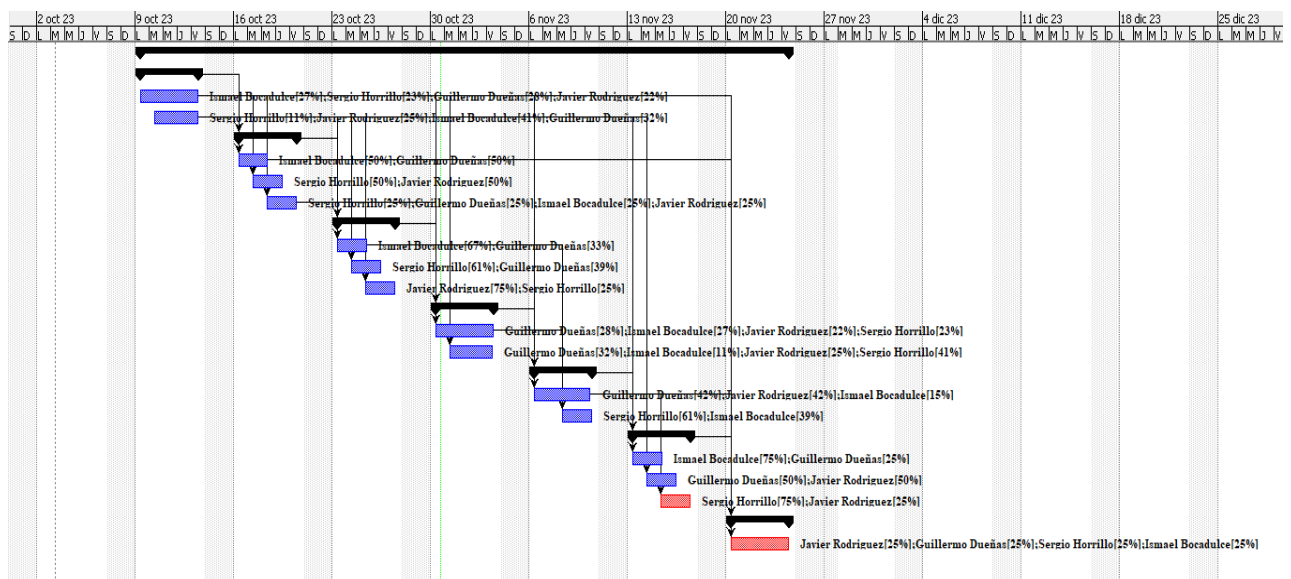 2 oct 23 9 oct 23 16 oct 23 23 oct 23 30 oct 23 6 nov 23 13 nov 23 20 nov 23 27 nov 23 4 dic 23 11 dic 23 18 dic 23 25 dic 23
S D L M M J V S D L M M J V S D L M M J V S D L M M J V S D L M M J V S D L M M J V S D L M M J V S D L M M J V S D L M M J V S D L M M J V S D L M M J V S D L M M J V S D L M M J V
Ismael Bocadulce[27%];Sergio Horrillo[23%];Guillermo Dueñas[28%];Javier Rodriguez[22%]
Sergio Horrillo[11%];Javier Rodriguez[25%];Ismael Bocadulce[41%];Guillermo Dueñas[32%]
Ismael Bocadulce[50%];Guillermo Dueñas[50%]
Sergio Horrillo[50%];Javier Rodriguez[50%]
Sergio Horrillo[25%];Guillermo Dueñas[25%];Ismael Bocadulce[25%];Javier Rodriguez[25%]
Ismael Bocadulce[67%];Guillermo Dueñas[33%]
Sergio Horrillo[61%];Guillermo Dueñas[39%]
Javier Rodriguez[75%];Sergio Horrillo[25%]
Guillermo Dueñas[28%];Ismael Bocadulce[27%];Javier Rodriguez[22%];Sergio Horrillo[23%]
Guillermo Dueñas[32%];Ismael Bocadulce[11%];Javier Rodriguez[25%];Sergio Horrillo[41%]
Guillermo Dueñas[42%];Javier Rodriguez[42%];Ismael Bocadulce[15%]
Sergio Horrillo[61%];Ismael Bocadulce[39%]
Ismael Bocadulce[75%];Guillermo Dueñas[25%]
Guillermo Dueñas[50%];Javier Rodriguez[50%]
Sergio Horrillo[75%];Javier Rodriguez[25%]
Javier Rodriguez[25%];Guillermo Dueñas[25%];Sergio Horrillo[25%];Ismael Bocadulce[25%]